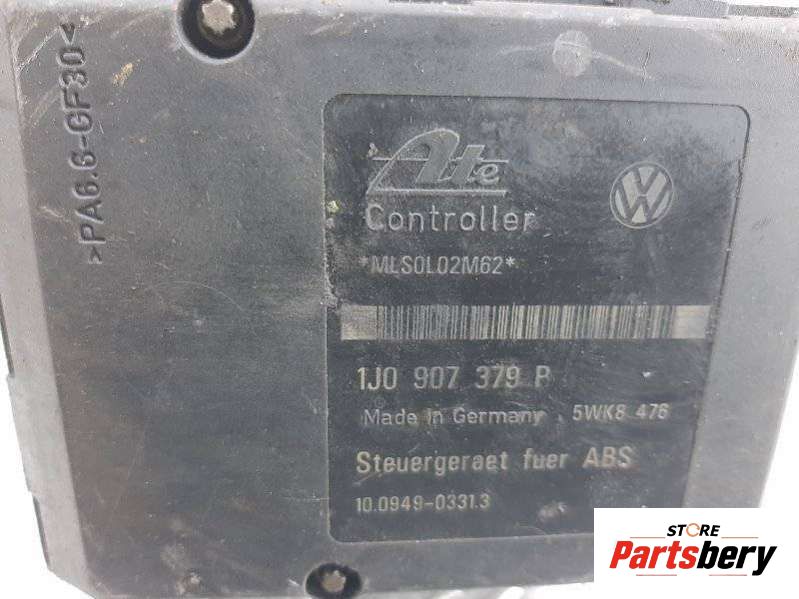 >PA6.6-GF30<
Ate
VW
Controller
*MLS0L02M62*
1J0 907 379 P
Made in Germany 5WK8 476
Steuergeraet fuer ABS
10.0949-0331.3
STORE
Partsbery